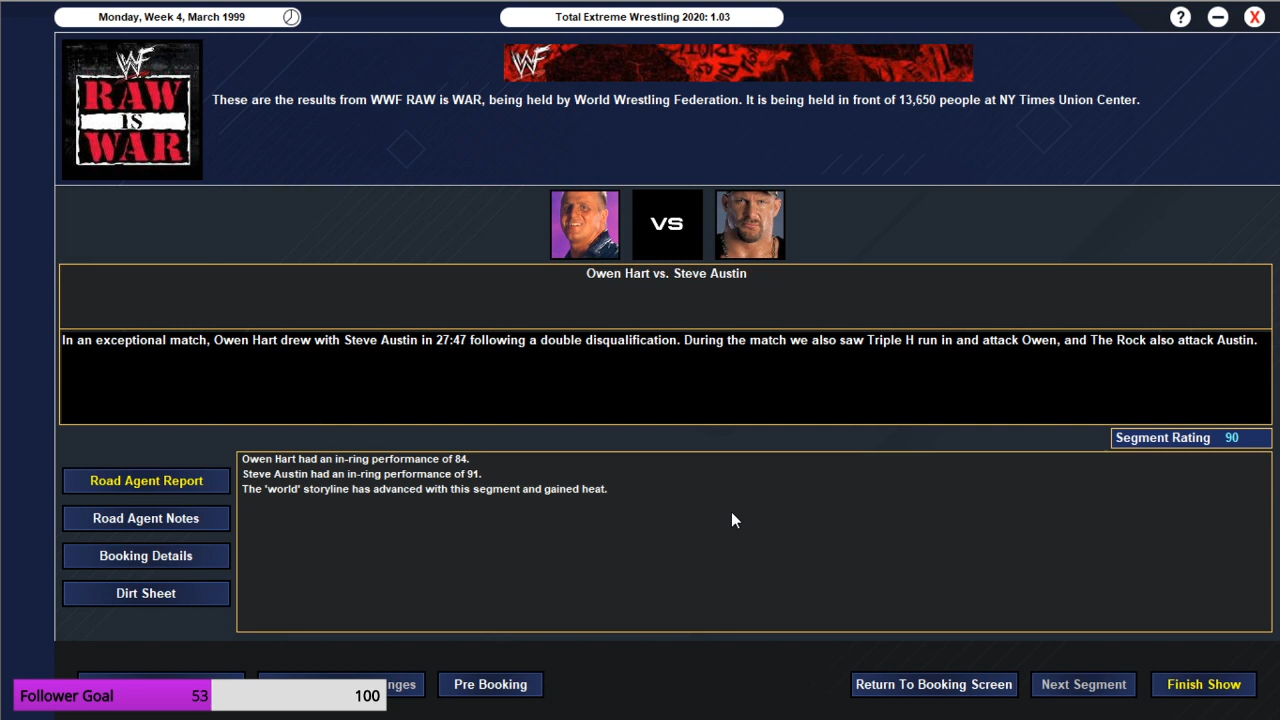 Monday, Week 4, March 1999
Total Extreme Wrestling 2020: 1.03
?
X
WF
RAW
IS
WAR
WF
These are the results from WWF RAW is WAR, being held by World Wrestling Federation. It is being held in front of 13,650 people at NY Times Union Center.
VS
Owen Hart vs. Steve Austin
In an exceptional match, Owen Hart drew with Steve Austin in 27:47 following a double disqualification. During the match we also saw Triple H run in and attack Owen, and The Rock also attack Austin.
Segment Rating 90
Owen Hart had an in-ring performance of 84.
Steve Austin had an in-ring performance of 91.
The 'world' storyline has advanced with this segment and gained heat.
Road Agent Report
Road Agent Notes
Booking Details
Dirt Sheet
nges
Pre Booking
Return To Booking Screen
Next Segment
Finish Show
Follower Goal 53 100